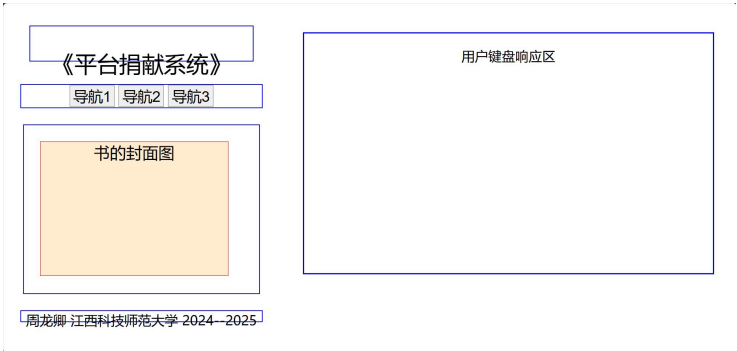 《平台捐献系统》
导航1 导航2 导航3
书的封面图
周龙卿 江西科技师范大学 2024--2025
用户键盘响应区